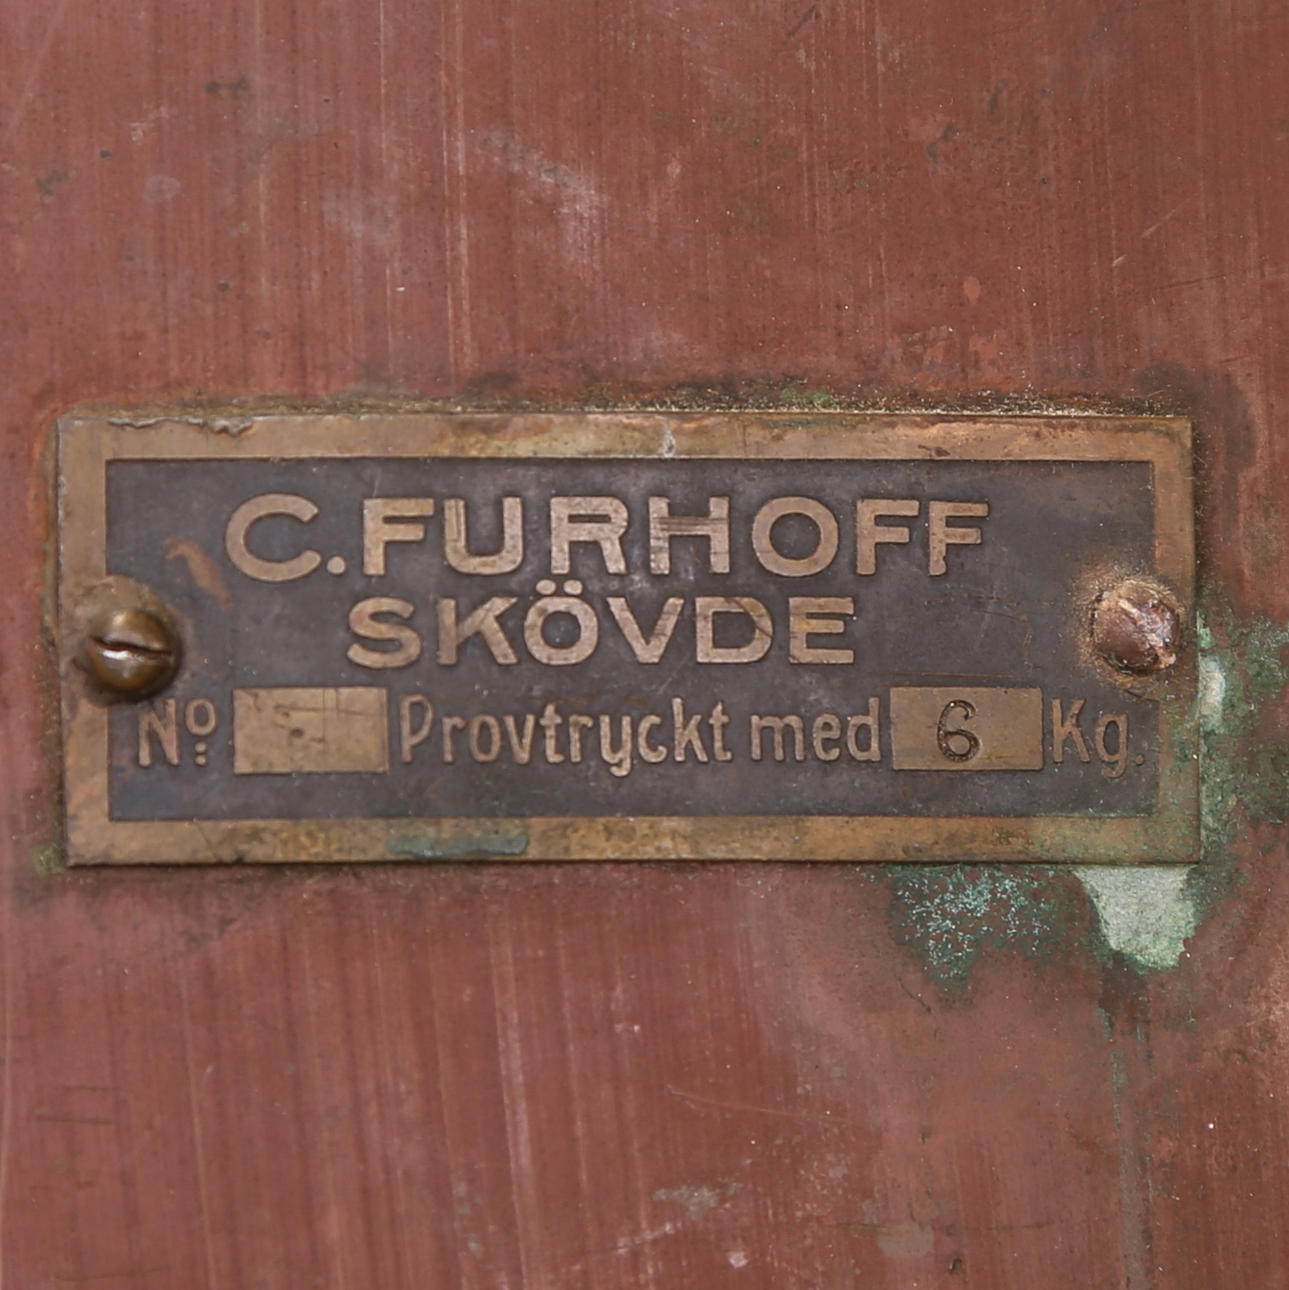 C. FURHOFF
SKÖVDE
No. Provtryckt med 6 Kg.